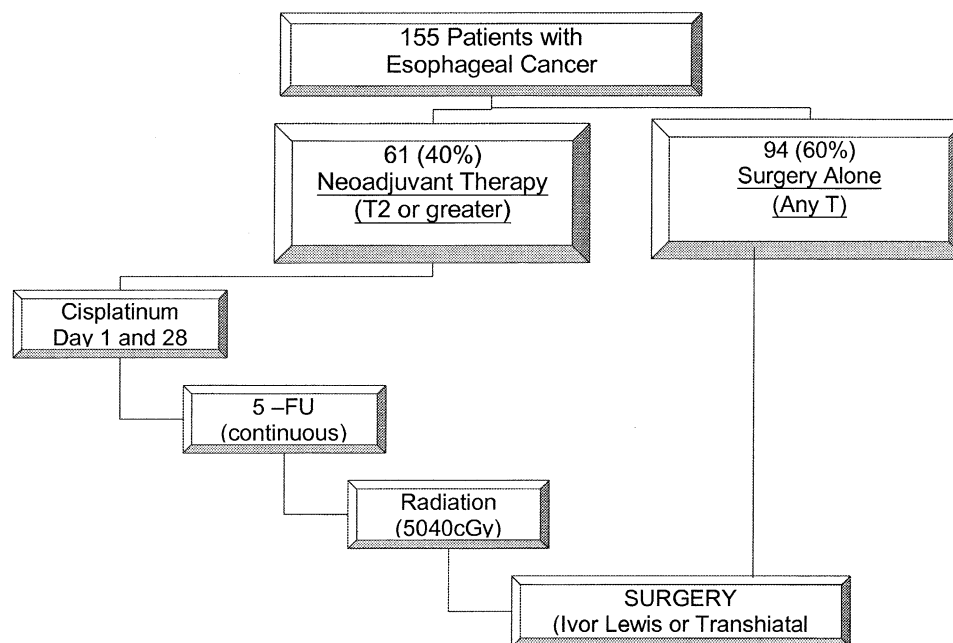 155 Patients with
Esophageal Cancer
61 (40%)
Neoadjuvant Therapy
(T2 or greater)
94 (60%)
Surgery Alone
(Any T)
Cisplatinum
Day 1 and 28
5 –FU
(continuous)
Radiation
(5040cGy)
SURGERY
(Ivor Lewis or Transhiatal